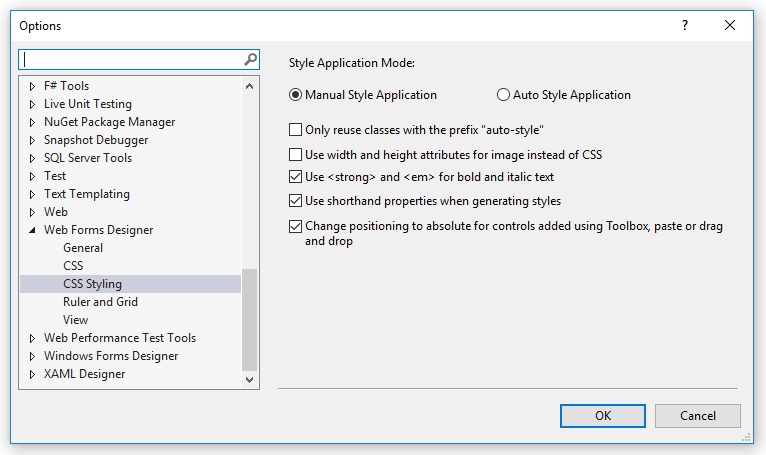 Options
F# Tools
Live Unit Testing
NuGet Package Manager
Snapshot Debugger
SQL Server Tools
Test
Text Templating
Web
Web Forms Designer
General
CSS
CSS Styling
Ruler and Grid
View
Web Performance Test Tools
Windows Forms Designer
XAML Designer
Style Application Mode:
Manual Style Application
Auto Style Application
Only reuse classes with the prefix "auto-style"
Use width and height attributes for image instead of CSS
Use <strong> and <em> for bold and italic text
Use shorthand properties when generating styles
Change positioning to absolute for controls added using Toolbox, paste or drag
and drop
OK
Cancel